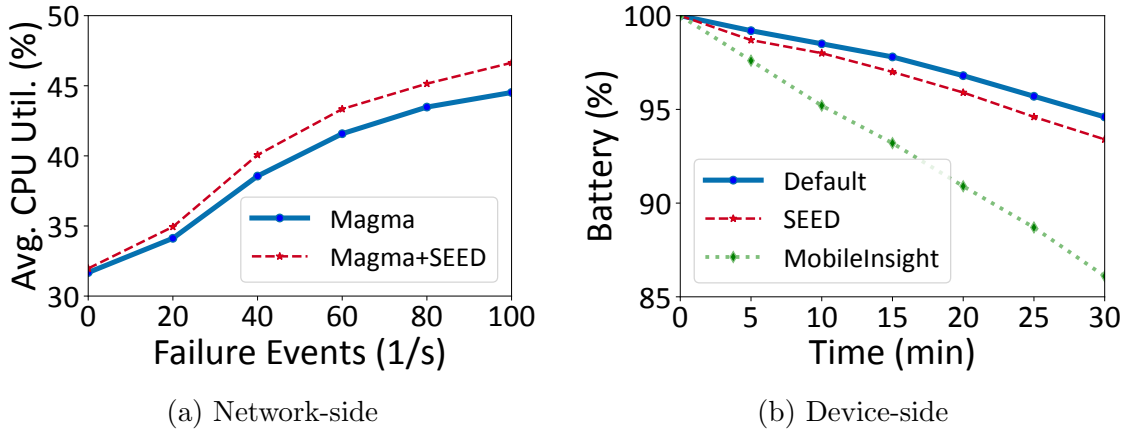 50
45
40
35
30
Avg. CPU Util. (%)
Magma
Magma+SEED
0 20 40 60 80 100
Failure Events (1/s)
(a) Network-side
100
95
90
85
Battery (%)
Default
SEED
MobileInsight
0 5 10 15 20 25 30
Time (min)
(b) Device-side